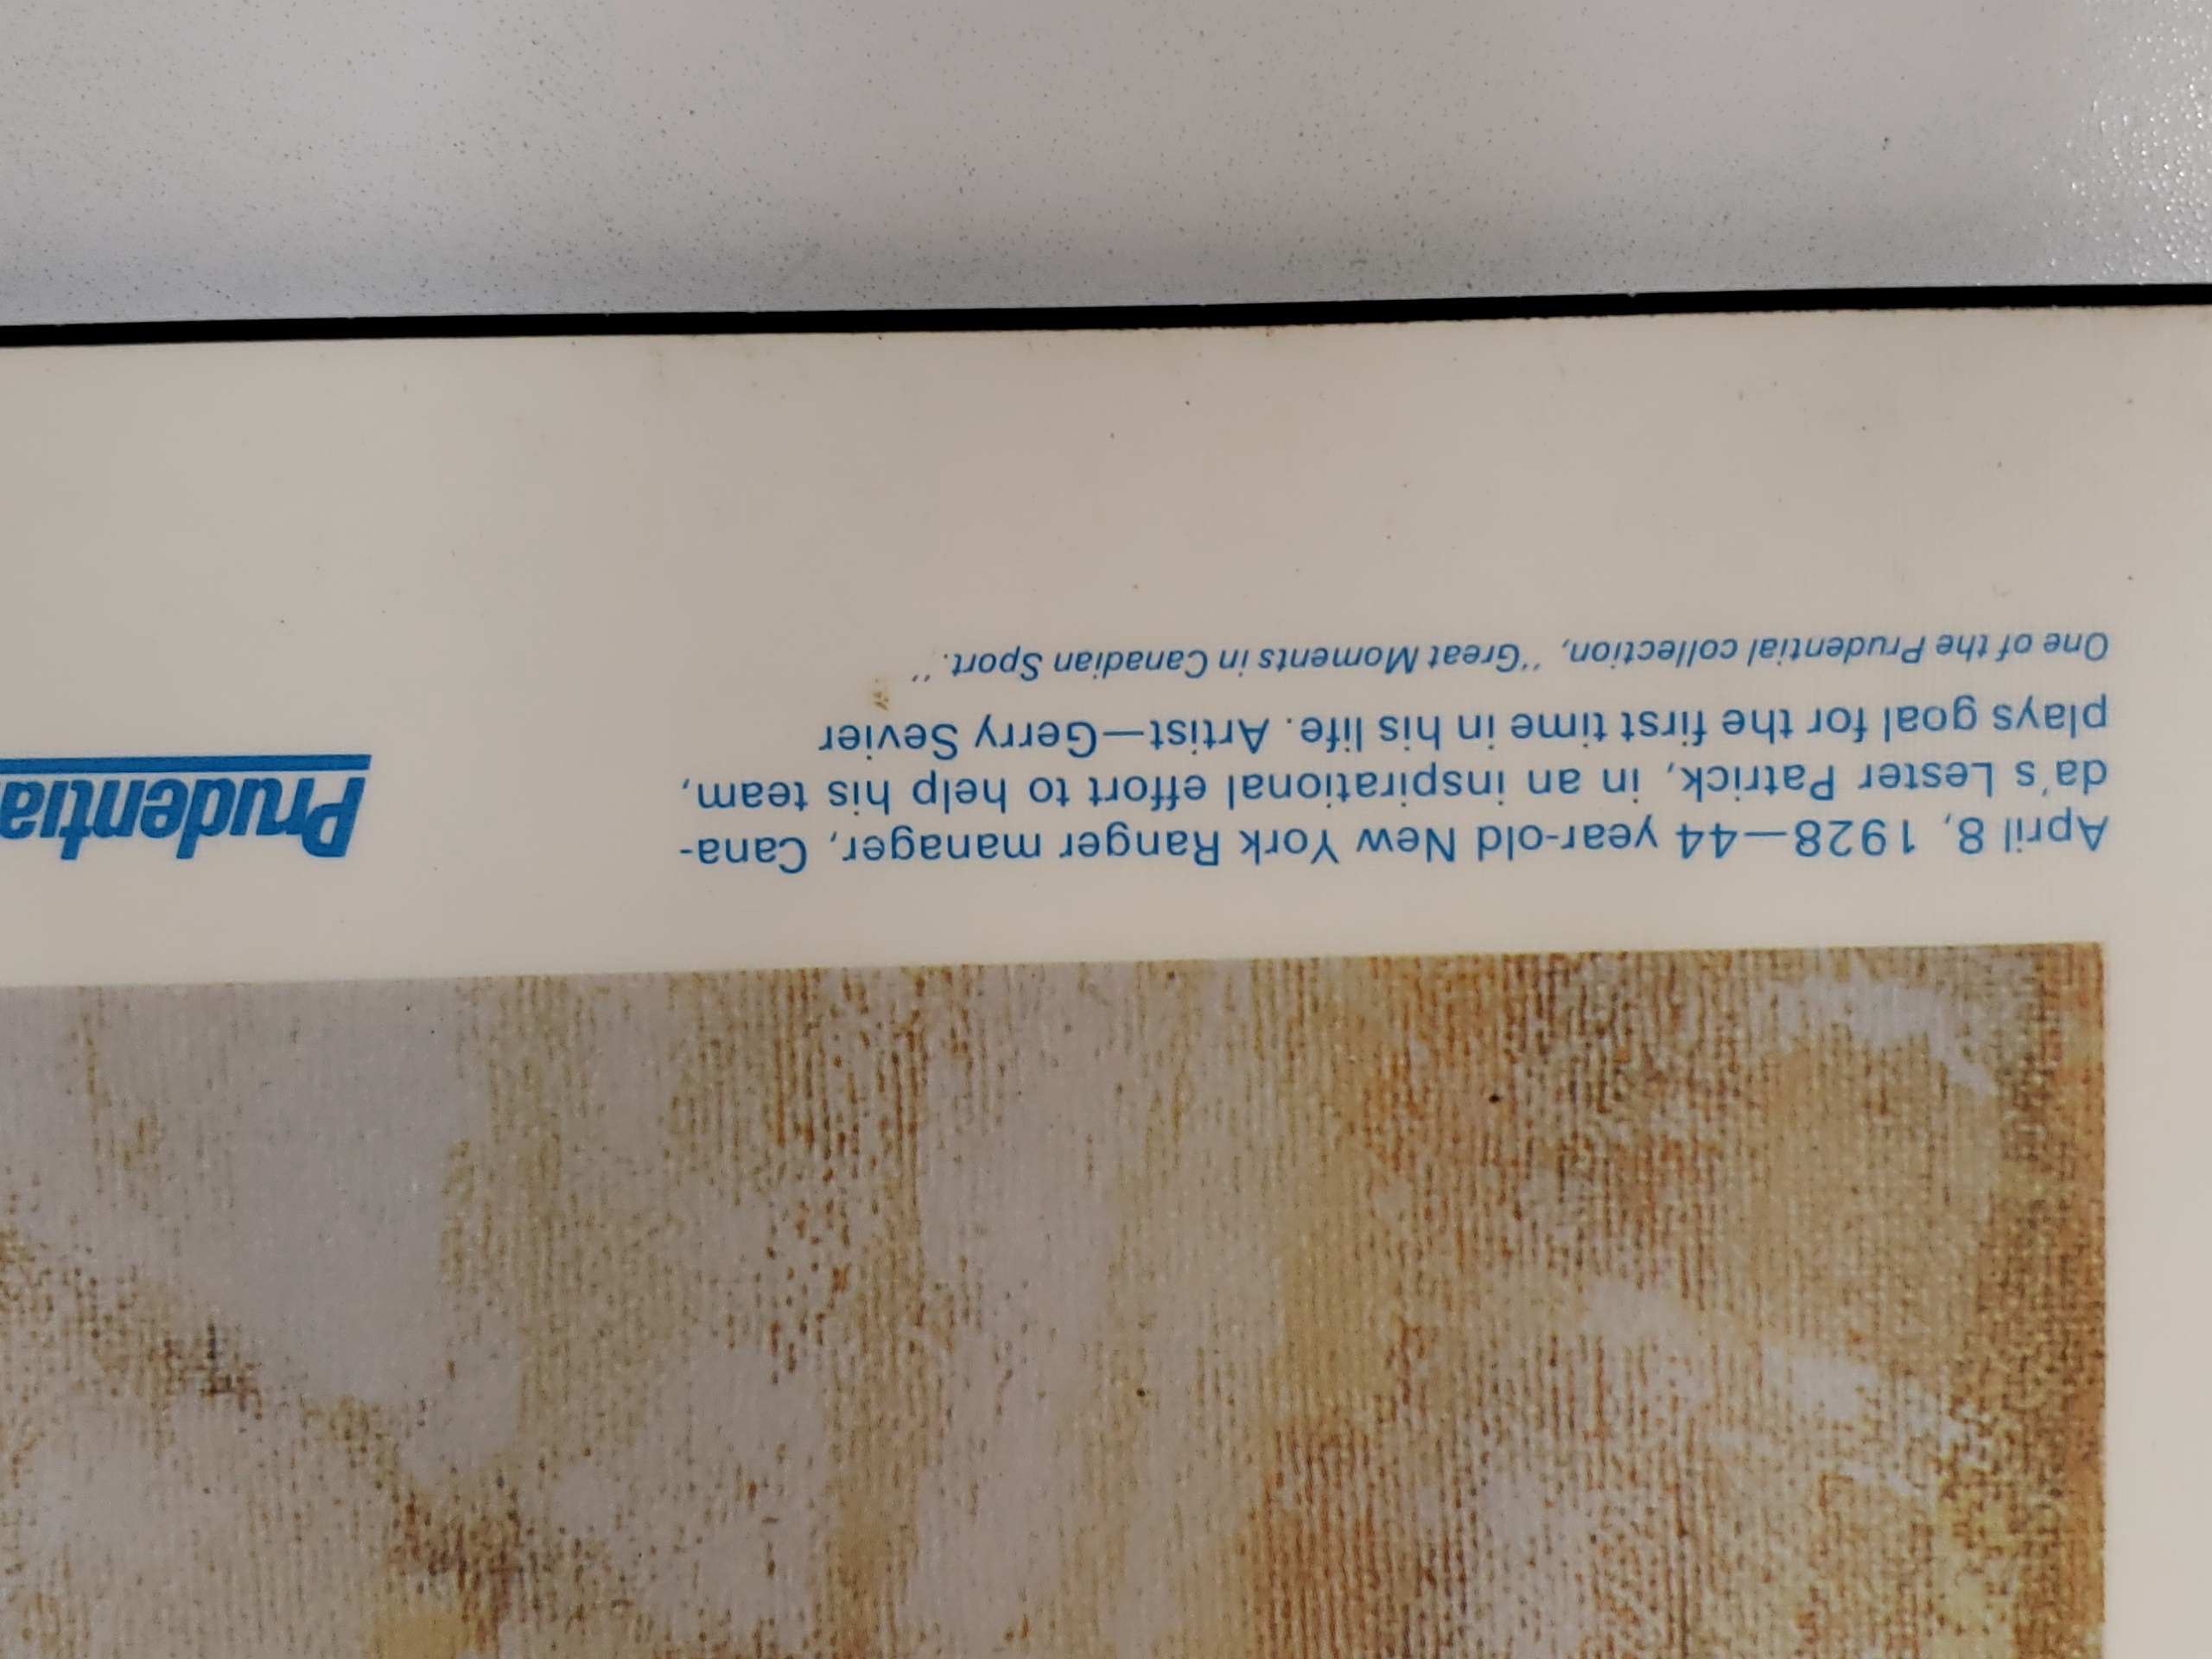 April 8, 1928—44 year-old New York Ranger manager, Cana-
da's Lester Patrick, in an inspirational effort to help his team,
plays goal for the first time in his life. Artist—Gerry Sevier
One of the Prudential collection, "Great Moments in Canadian Sport."
Prudentia